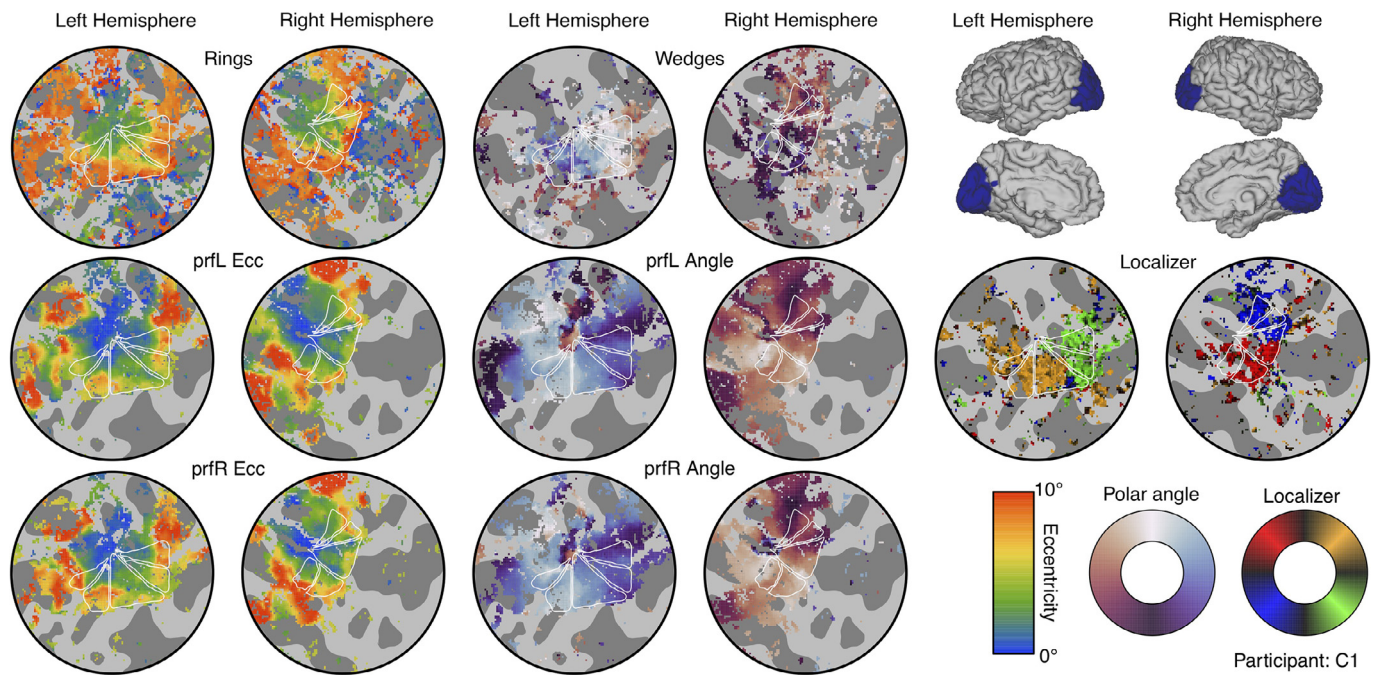 Left Hemisphere Right Hemisphere Left Hemisphere Right Hemisphere Left Hemisphere Right Hemisphere
Rings Wedges
prfL Ecc prfL Angle Localizer
prfR Ecc prfR Angle
10°
Eccentricity
0°
Polar angle
Localizer
Participant: C1